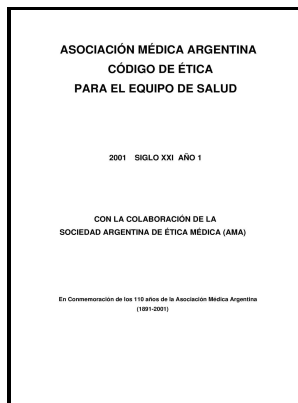 ASOCIACIÓN MÉDICA ARGENTINA
CÓDIGO DE ÉTICA
PARA EL EQUIPO DE SALUD
2001 SIGLO XXI AÑO 1
CON LA COLABORACIÓN DE LA
SOCIEDAD ARGENTINA DE ÉTICA MÉDICA (AMA)
En Conmemoración de los 110 años de la Asociación Médica Argentina
(1891-2001)